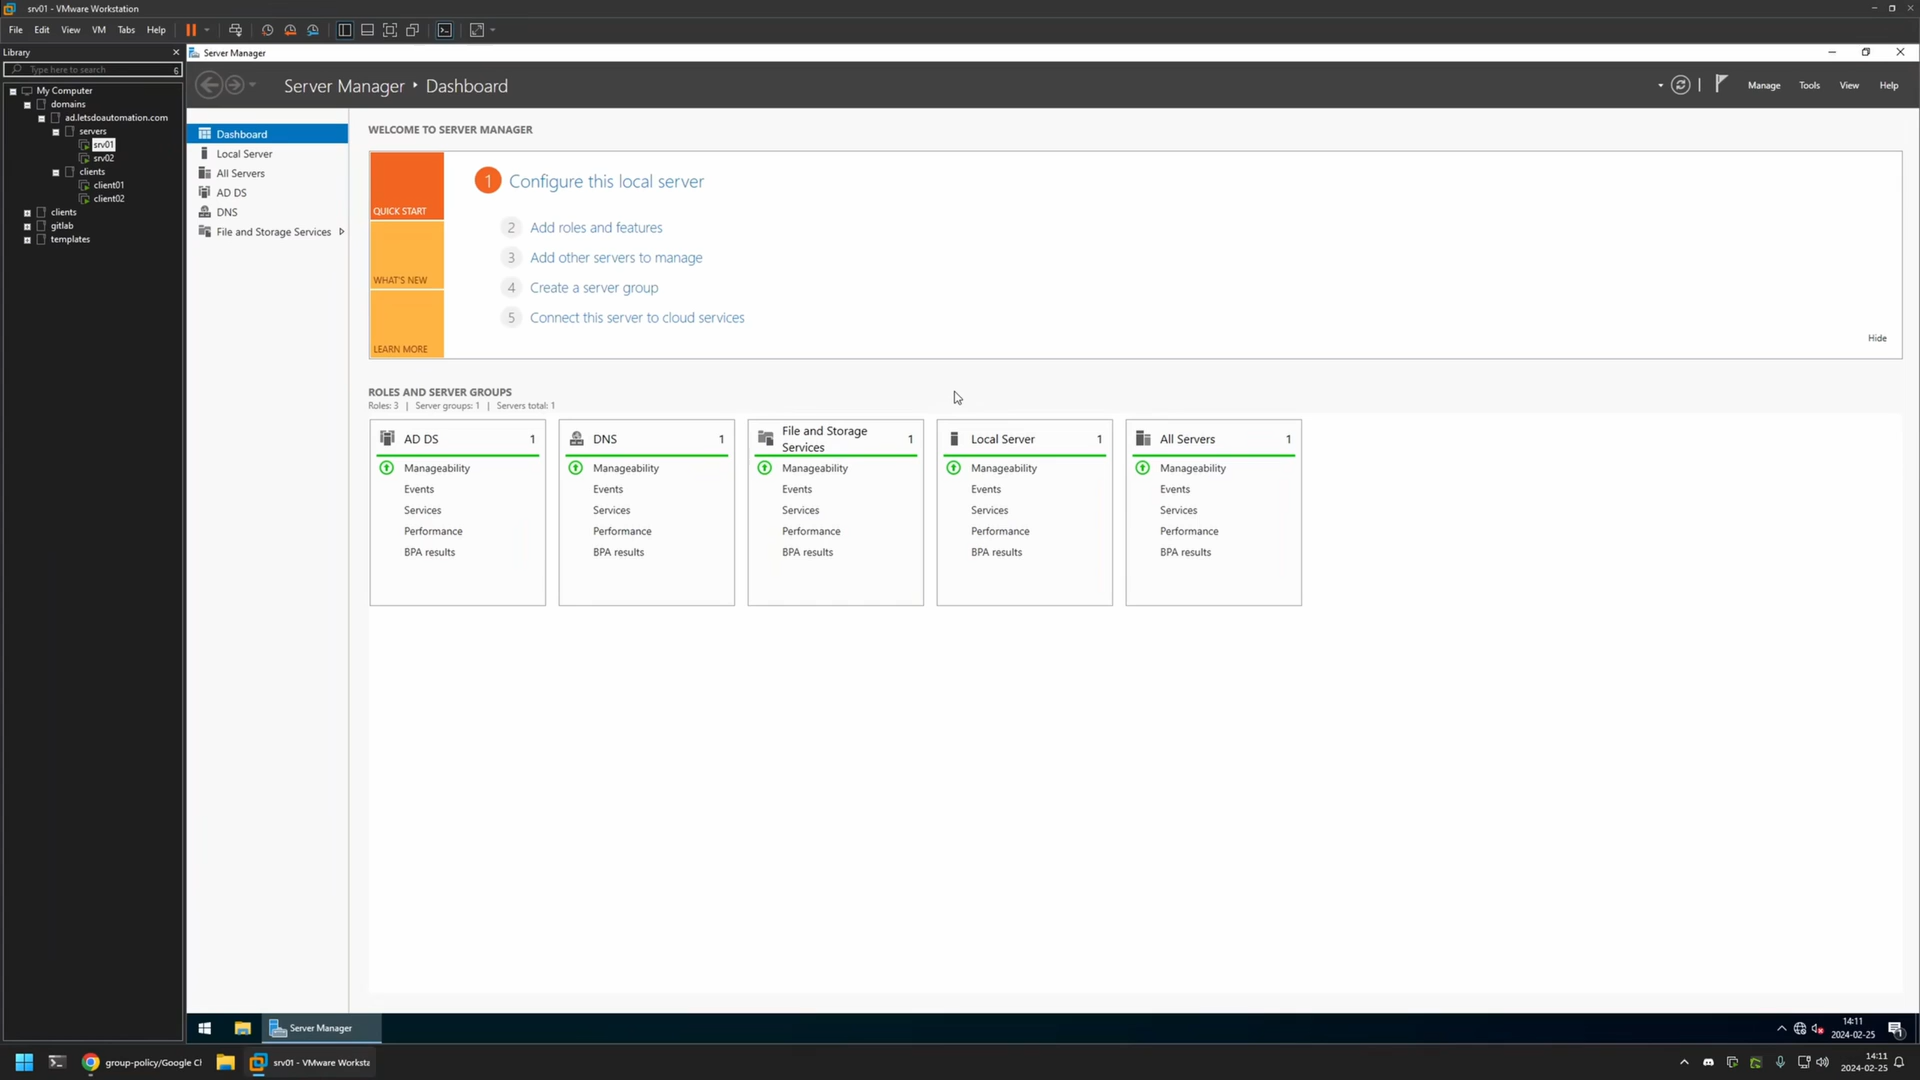 srv01 - VMware Workstation
File Edit View VM Tabs Help
Library
Type here to search
My Computer
domains
ad.letsdoautomation.com
servers
srv01
srv02
clients
client01
client02
clients
gitlab
templates
Server Manager
Server Manager ‣ Dashboard
Manage Tools View Help
Dashboard
Local Server
All Servers
AD DS
DNS
File and Storage Services
WELCOME TO SERVER MANAGER
QUICK START
WHAT'S NEW
LEARN MORE
1 Configure this local server
2 Add roles and features
3 Add other servers to manage
4 Create a server group
5 Connect this server to cloud services
Hide
ROLES AND SERVER GROUPS
Roles: 3 | Server groups: 1 | Servers total: 1
AD DS 1
Manageability
Events
Services
Performance
BPA results
DNS 1
Manageability
Events
Services
Performance
BPA results
File and Storage
Services 1
Manageability
Events
Services
Performance
BPA results
Local Server 1
Manageability
Events
Services
Performance
BPA results
All Servers 1
Manageability
Events
Services
Performance
BPA results
Server Manager
14:11
2024-02-25
group-policy/Google Cl
srv01 - VMware Workste
14:11
2024-02-25